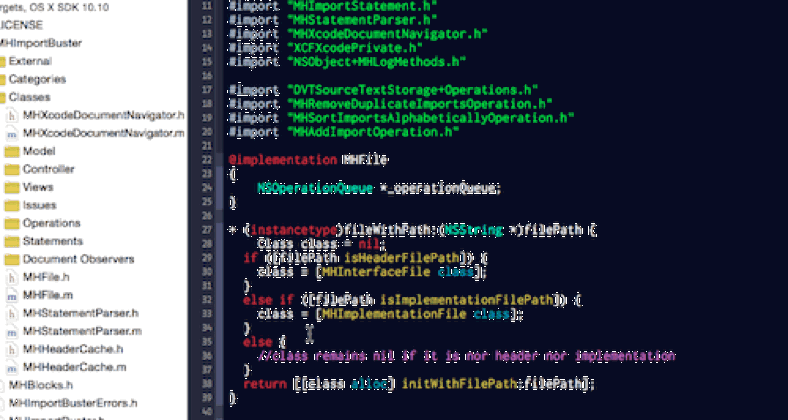 rgets, OS X SDK 10.10
ICENSE
MHImportBuster
External
Categories
Classes
MHXcodeDocumentNavigator.h
MHXcodeDocumentNavigator.m
Model
Controller
Views
Issues
Operations
Statements
Document Observers
MHFile.h
MHFile.m
MHStatementParser.h
MHStatementParser.m
MHHeaderCache.h
MHHeaderCache.m
MHBlocks.h
MHImportBusterErrors.h
MHImportBuster.h
11 #import "MHImportStatement.h"
12 #import "MHStatementParser.h"
13 #import "MHXcodeDocumentNavigator.h"
14 #import "XCFXcodePrivate.h"
15 #import "NSObject+MHLogMethods.h"
16
17 #import "DVTSourceTextStorage+Operations.h"
18 #import "MHRemoveDuplicateImportsOperation.h"
19 #import "MHSortImportsAlphabeticallyOperation.h"
20 #import "MHAddImportOperation.h"
21
22 @implementation MHFile
23 {
24 NSOperationQueue *_operationQueue;
25 }
26
27 + (instancetype)fileWithPath:(NSString *)filePath {
28 Class class = nil;
29 if ([filePath isHeaderFilePath]) {
30 class = [MHInterfaceFile class];
31 }
32 else if ([filePath isImplementationFilePath]) {
33 class = [MHImplementationFile class];
34 }
35 else {
36 //class remains nil if it is nor header nor implementation
37 }
38 return [[class alloc] initWithFilePath:filePath];
39 }
40